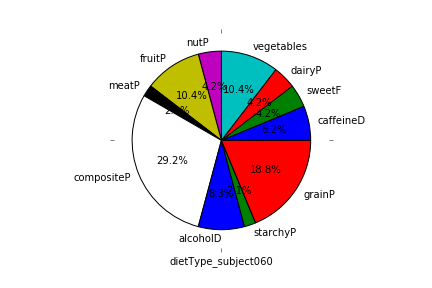 nutP
vegetables
fruitP
dairyP
meatP
sweetF
4.2%
10.4%
10.4%
4.2%
4.2%
caffeineD
6.2%
29.2%
18.8%
compositeP
8.3%
grainP
alcoholD
starchyP
dietType_subject060